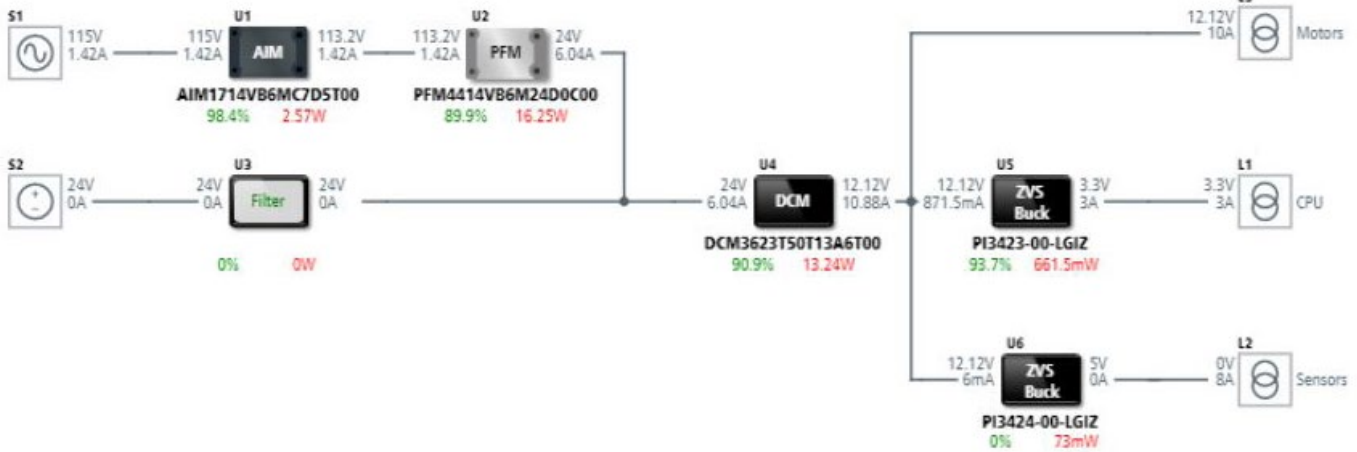 S1
115V
1.42A
U1
115V
1.42A
AIM
113.2V
1.42A
AIM1714VB6MC7D5T00
98.4% 2.57W
U2
113.2V
1.42A
PFM
24V
6.04A
PFM4414VB6M24D0C00
89.9% 16.25W
12.12V
10A
Motors
S2
24V
0A
U3
24V
0A
Filter
24V
0A
0% 0W
U4
24V
6.04A
DCM
12.12V
10.88A
DCM3623T50T13A6T00
90.9% 13.24W
U5
12.12V
871.5mA
ZVS
Buck
3.3V
3A
PI3423-00-LGIZ
93.7% 661.5mW
L1
3.3V
3A
CPU
U6
12.12V
6mA
ZVS
Buck
5V
0A
PI3424-00-LGIZ
0% 73mW
L2
0V
8A
Sensors